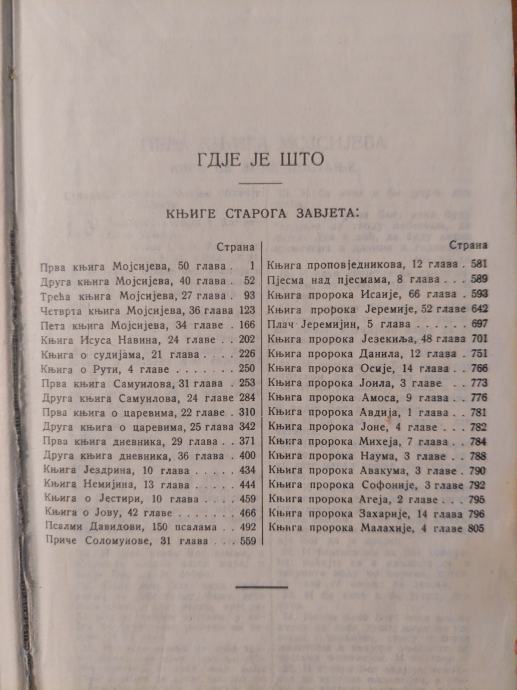 ГДЈЕ ЈЕ ШТО
КЊИГЕ СТАРОГА ЗАВЈЕТА:
Страна
Прва књига Мојсијева, 50 глава . 1
Друга књига Мојсијева, 40 глава . 52
Трећа књига Мојсијева, 27 глава . 93
Четврта књига Мојсијева, 36 глава 123
Пета књига Мојсијева, 34 главе . 166
Књига Исуса Навина, 24 главе . . 202
Књига о судијама, 21 глава . . . 226
Књига о Рути, 4 главе . . . . . 250
Прва књига Самуилова, 31 глава . 253
Друга књига Самуилова, 24 главе 284
Прва књига о царевима, 22 главе . 310
Друга књига о царевима, 25 глава 342
Прва књига дневника, 29 глава . . 371
Друга књига дневника, 36 глава . 400
Књига Јездрина, 10 глава . . . . . 434
Књига Немијина, 13 глава . . . . 444
Књига о Јестири, 10 глава . . . . 459
Књига о Јову, 42 главе . . . . . 466
Псалми Давидови, 150 псалама . . 492
Приче Соломунове, 31 глава . . . 559
Страна
Књига проповједникова, 12 глава . 581
Пјесма над пјесмама, 8 глава . . . 589
Књига пророка Исаије, 66 глава . 593
Књига пророка Јеремије, 52 главе 642
Плач Јеремијин, 5 глава . . . . . 697
Књига пророка Језекиља, 48 глава 701
Књига пророка Данила, 12 глава . 751
Књига пророка Осије, 14 глава . . 766
Књига пророка Јоила, 3 главе . . 773
Књига пророка Амоса, 9 глава . . 776
Књига пророка Авдија, 1 глава . . 781
Књига пророка Јоне, 4 главе . . . 782
Књига пророка Михеја, 7 глава . . 784
Књига пророка Наума, 3 главе . . 788
Књига пророка Авакума, 3 главе . 790
Књига пророка Софоније, 3 главе 792
Књига пророка Агеја, 2 главе . . . 795
Књига пророка Захарије, 14 глава 796
Књига пророка Малахије, 4 главе 805